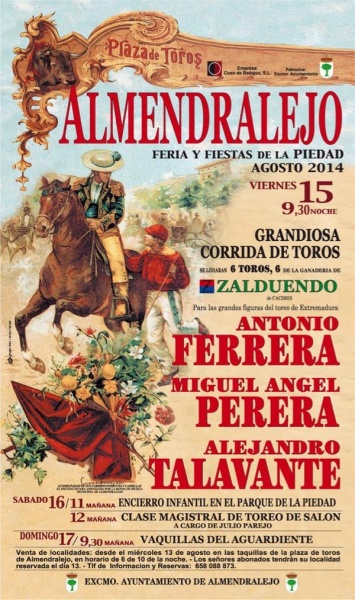 Plaza de Toros
Empresa:
Coso de Badajoz, S.L.
Patrocina:
Excmo. Ayuntamiento
ALMENDRALEJO
FERIA Y FIESTAS DE LA PIEDAD
AGOSTO 2014
VIERNES 15
9,30 NOCHE
GRANDIOSA
CORRIDA DE TOROS
SE LIDIARAN 6 TOROS, 6 DE LA GANADERIA DE
ZALDUENDO
de CACERES
Para las grandes figuras del toreo de Extremadura
ANTONIO
FERRERA
MIGUEL ANGEL
PERERA
ALEJANDRO
TALAVANTE
SABADO 16/11 MAÑANA ENCIERRO INFANTIL EN EL PARQUE DE LA PIEDAD
12 MAÑANA CLASE MAGISTRAL DE TOREO DE SALON
A CARGO DE JULIO PAREJO
DOMINGO 17/9,30 MAÑANA VAQUILLAS DEL AGUARDIENTE
Venta de localidades: desde el miércoles 13 de agosto en las taquillas de la plaza de toros
de Almendralejo, en horario de 6 de 10 de la noche. - Los señores abonados tendrán su localidad
reservada el día 13. - Tlf de Informacion y Reservas: 658 088 873.
EXCMO. AYUNTAMIENTO DE ALMENDRALEJO